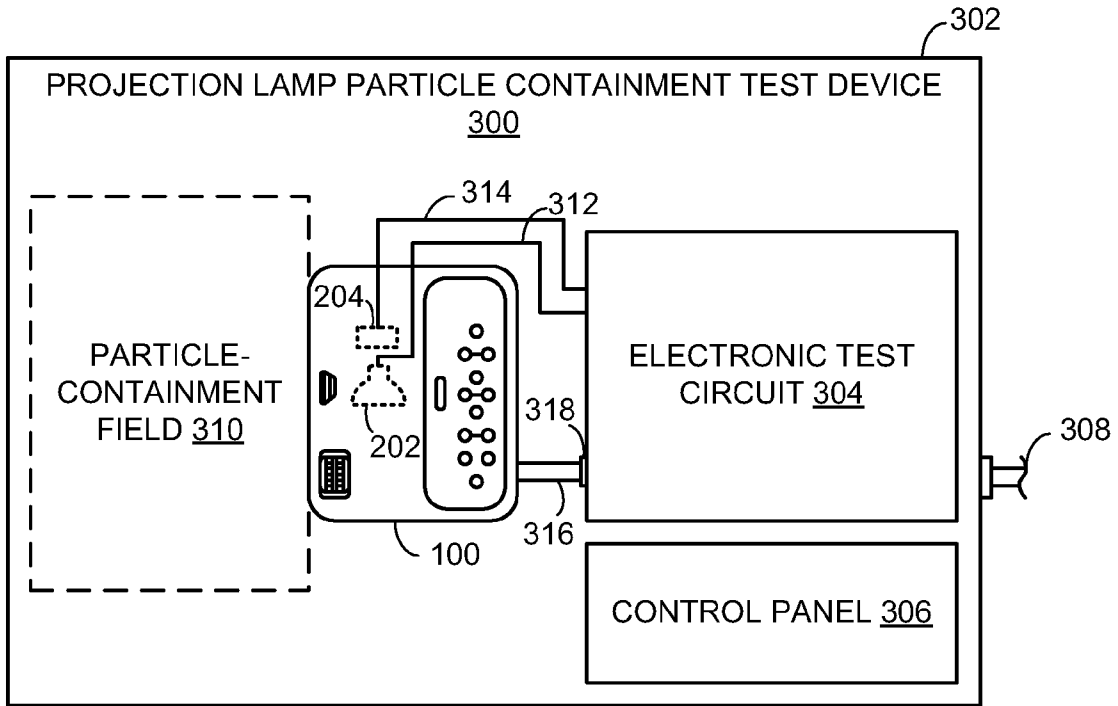 302
PROJECTION LAMP PARTICLE CONTAINMENT TEST DEVICE
300
314
312
204
PARTICLE-
CONTAINMENT
FIELD 310
202
ELECTRONIC TEST
CIRCUIT 304
318
308
316
100
CONTROL PANEL 306